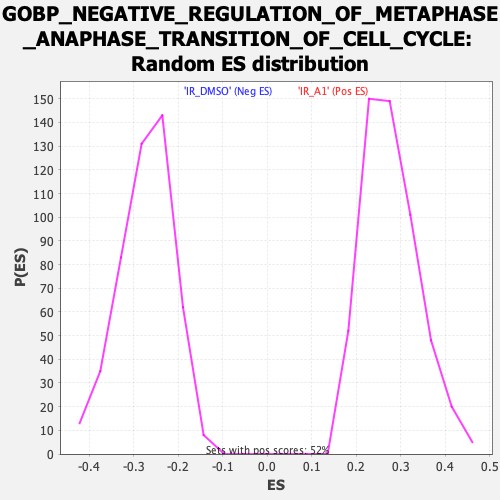 GOBP_NEGATIVE_REGULATION_OF_METAPHASE
_ANAPHASE_TRANSITION_OF_CELL_CYCLE:
Random ES distribution
'IR_DMSO' (Neg ES) 'IR_A1' (Pos ES)
150
140
130
120
110
100
90
80
70
60
50
40
30
20
10
0
P(ES)
Sets with pos scores: 52%
-0.4 -0.3 -0.2 -0.1 0.0 0.1 0.2 0.3 0.4 0.5
ES